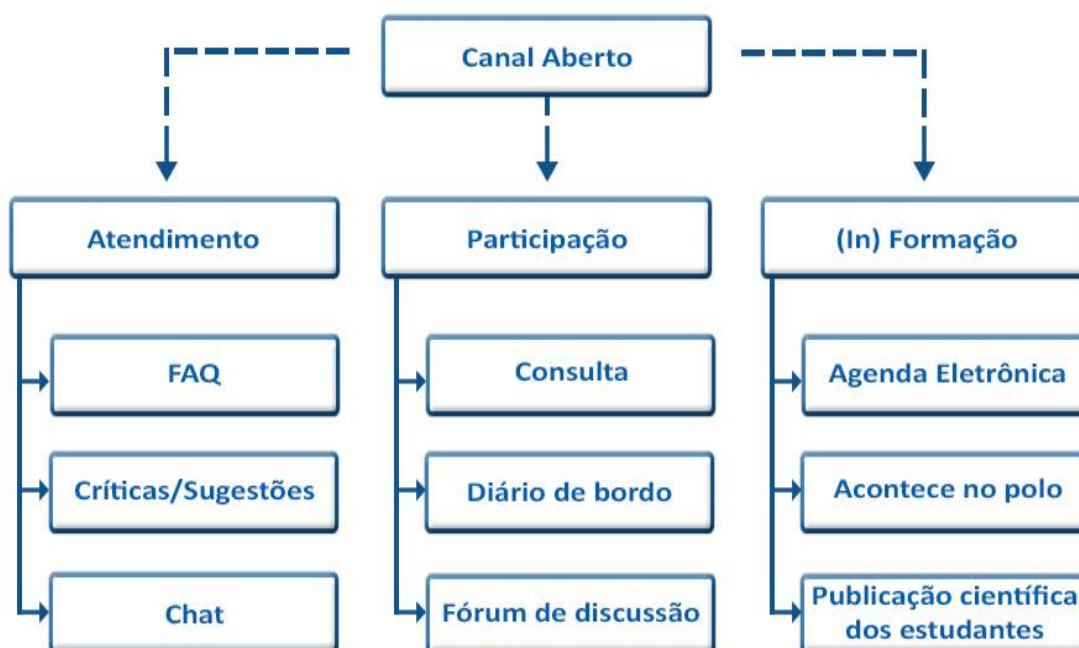 Canal Aberto
Atendimento
Participação
(In) Formação
FAQ
Consulta
Agenda Eletrônica
Críticas/Sugestões
Diário de bordo
Acontece no polo
Chat
Fórum de discussão
Publicação científica
dos estudantes